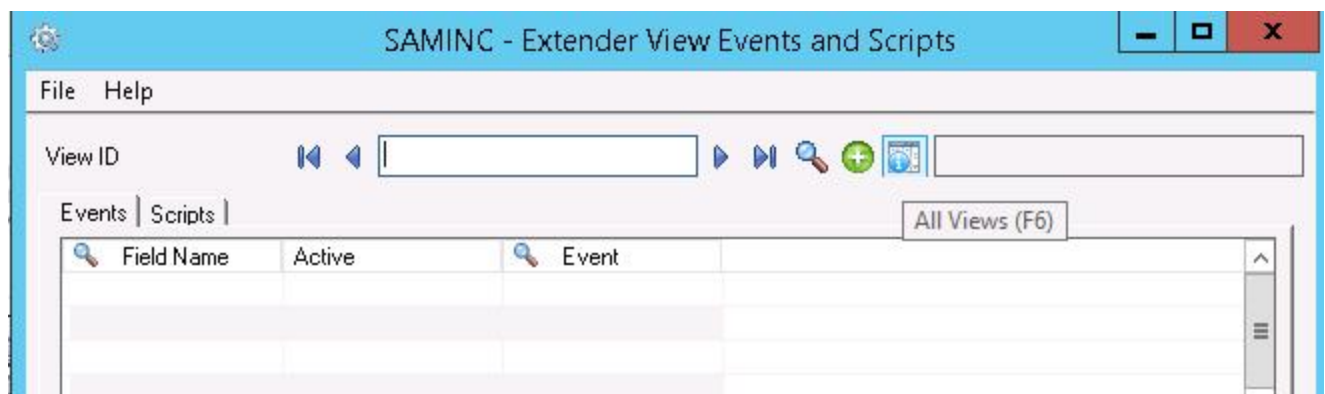 SAMINC - Extender View Events and Scripts
File Help
View ID
All Views (F6)
Events Scripts
Field Name Active Event